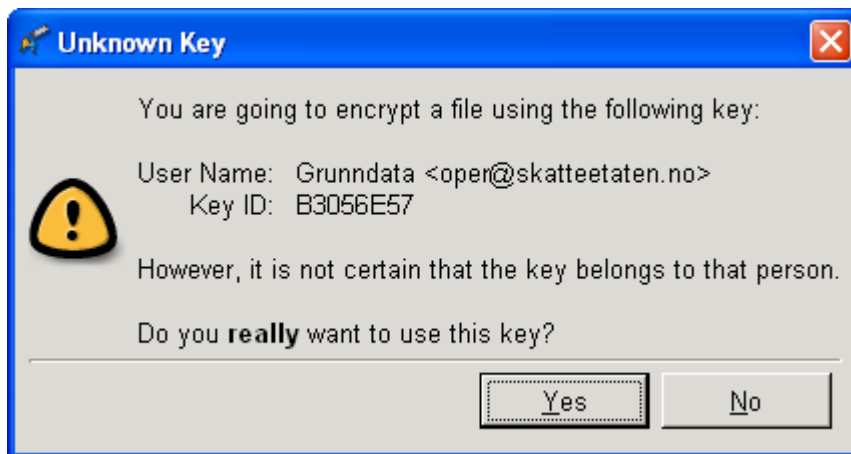 Unknown Key
You are going to encrypt a file using the following key:
User Name: Grunndata <oper@skatteetaten.no>
Key ID: B3056E57
However, it is not certain that the key belongs to that person.
Do you really want to use this key?
Yes No